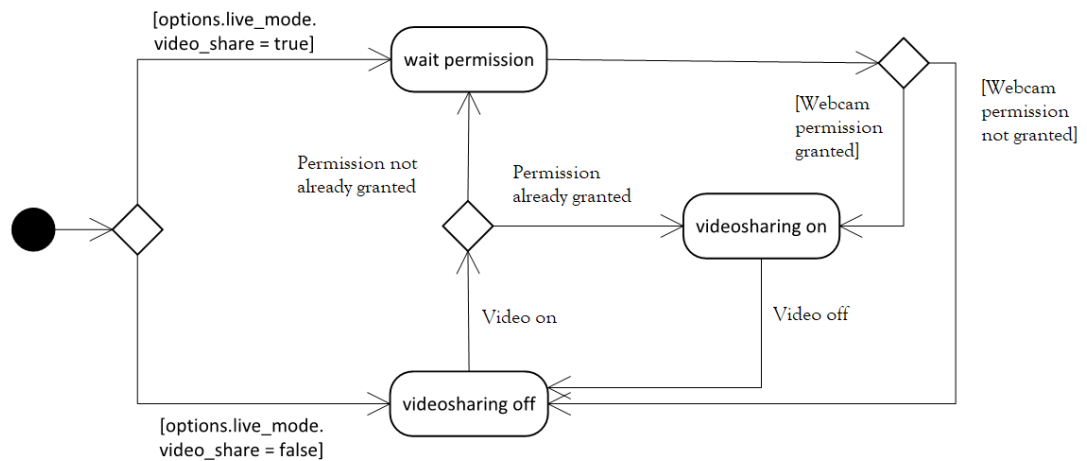 [options.live_mode.
video_share = true]
wait permission
[Webcam
permission
granted]
[Webcam
permission
not granted]
Permission not
already granted
Permission
already granted
videosharing on
Video on
Video off
videosharing off
[options.live_mode.
video_share = false]